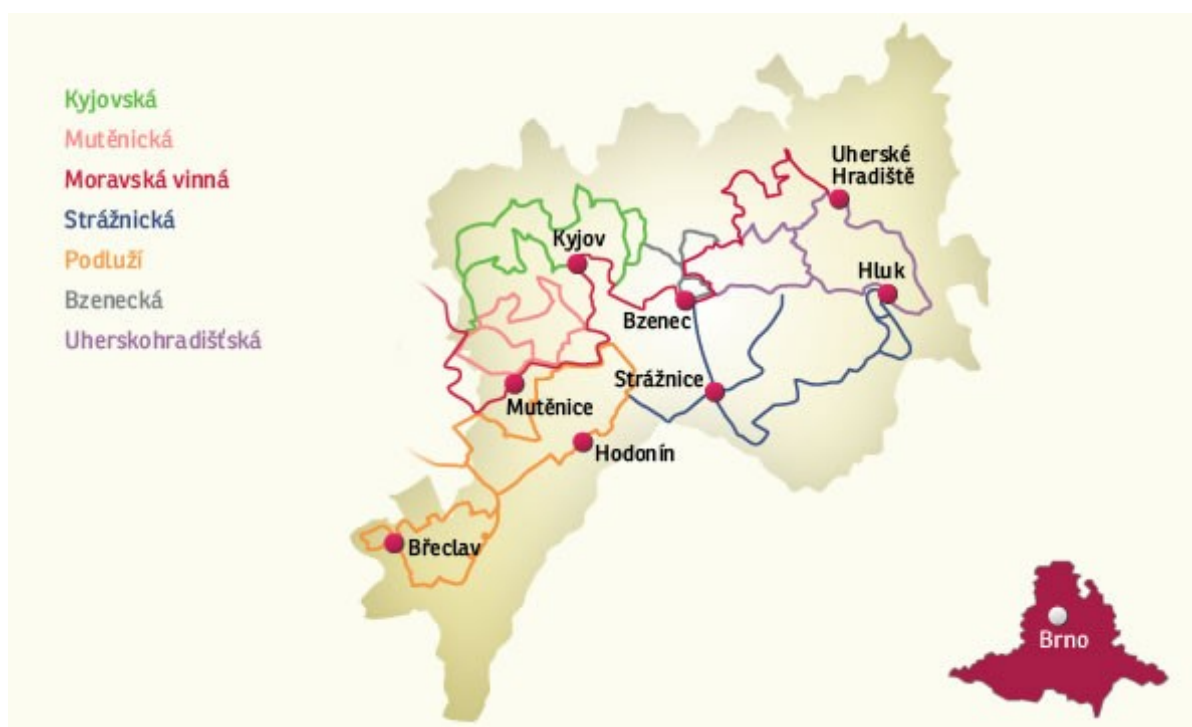 Kyjovská
Mutěnická
Moravská vinná
Strážnická
Podluží
Bzenecká
Uherskohradišťská
Uherské
Hradiště
Kyjov
Hluk
Bzenec
Strážnice
Mutěnice
Hodonín
Břeclav
Brno